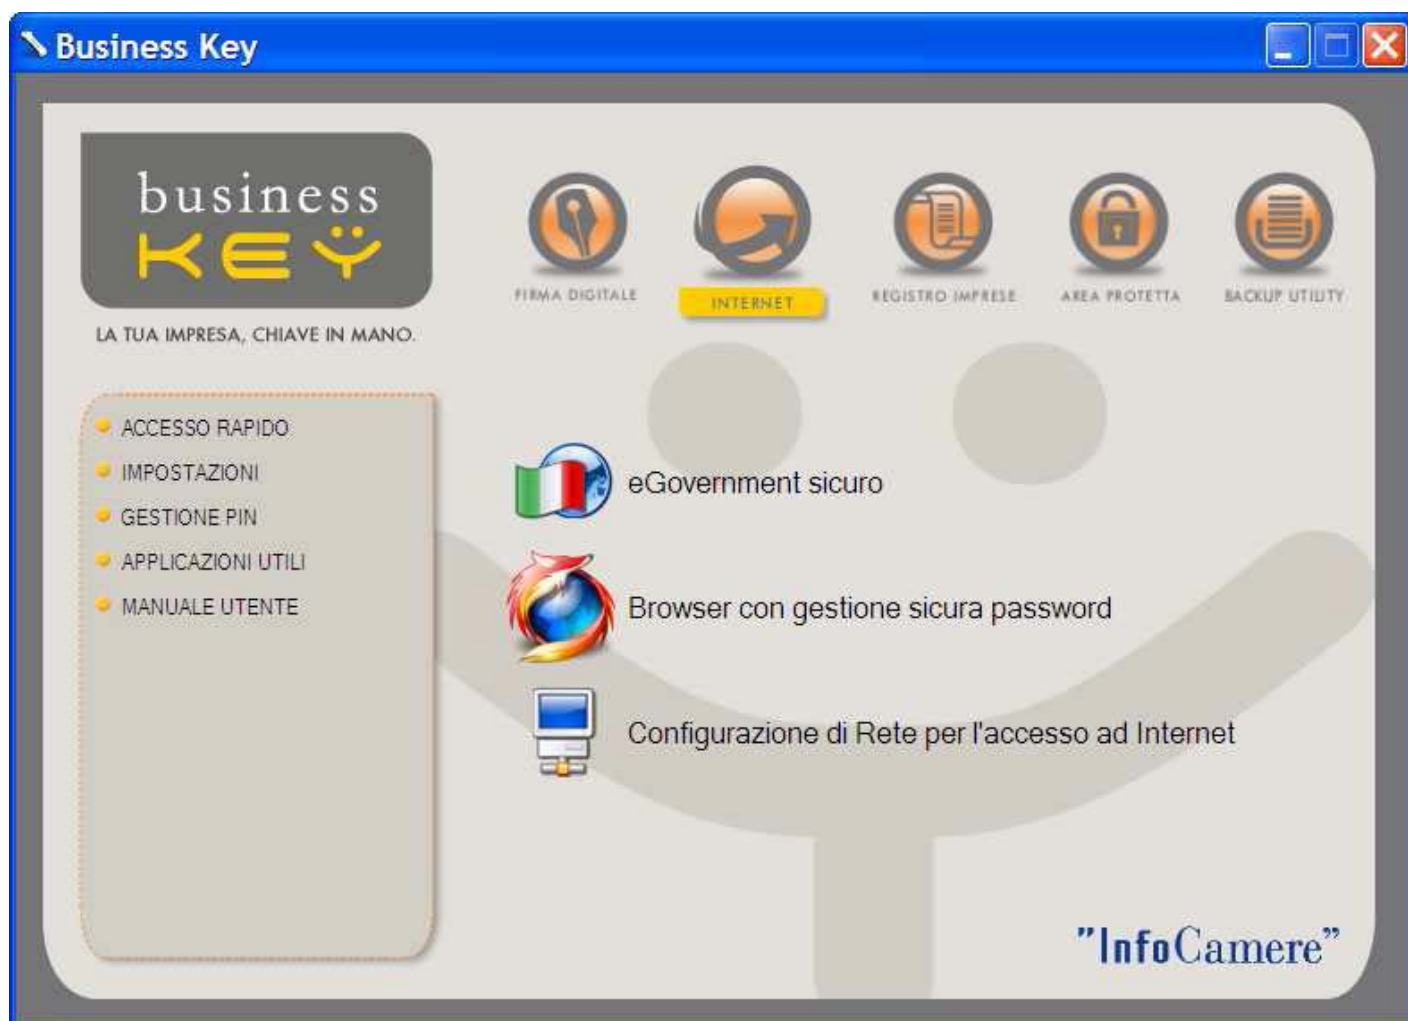 Business Key
business
KEY
LA TUA IMPRESA, CHIAVE IN MANO.
FIRMA DIGITALE
INTERNET
REGISTRO IMPRESE
AREA PROTETTA
BACKUP UTILITY
ACCESSO RAPIDO
IMPOSTAZIONI
GESTIONE PIN
APPLICAZIONI UTILI
MANUALE UTENTE
eGovernment sicuro
Browser con gestione sicura password
Configurazione di Rete per l'accesso ad Internet
"InfoCamere"